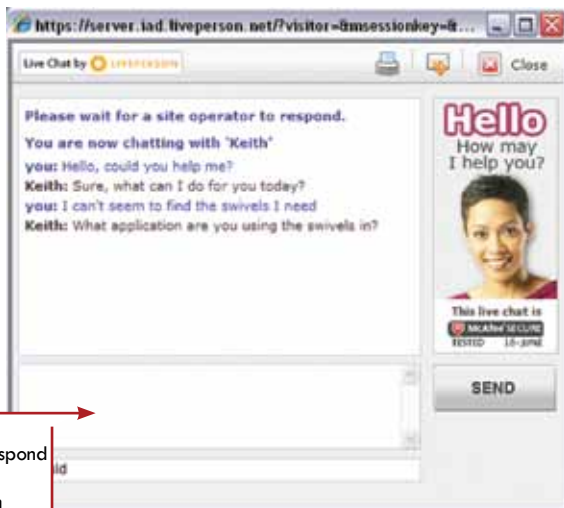 https://server.iad.liveperson.net/?visitor=&msessionkey=&...
Live Chat by LIVEPERSON
Close
Please wait for a site operator to respond.
You are now chatting with 'Keith'
you: Hello, could you help me?
Keith: Sure, what can I do for you today?
you: I can't seem to find the swivels I need
Keith: What application are you using the swivels in?
Hello
How may
I help you?
This live chat is
McAfee SECURE
TESTED 16-JUNE
SEND
spond